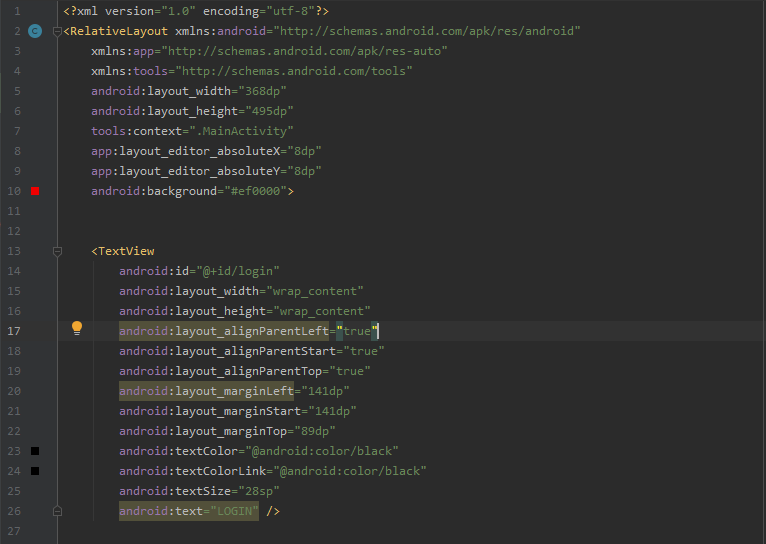 1 <?xml version="1.0" encoding="utf-8"?>
2 C <RelativeLayout xmlns:android="http://schemas.android.com/apk/res/android"
3 xmlns:app="http://schemas.android.com/apk/res-auto"
4 xmlns:tools="http://schemas.android.com/tools"
5 android:layout_width="368dp"
6 android:layout_height="495dp"
7 tools:context=".MainActivity"
8 app:layout_editor_absoluteX="8dp"
9 app:layout_editor_absoluteY="8dp"
10 android:background="#ef0000">
11
12
13 <TextView
14 android:id="@+id/login"
15 android:layout_width="wrap_content"
16 android:layout_height="wrap_content"
17 android:layout_alignParentLeft="true"
18 android:layout_alignParentStart="true"
19 android:layout_alignParentTop="true"
20 android:layout_marginLeft="141dp"
21 android:layout_marginStart="141dp"
22 android:layout_marginTop="89dp"
23 android:textColor="@android:color/black"
24 android:textColorLink="@android:color/black"
25 android:textSize="28sp"
26 android:text="LOGIN" />
27